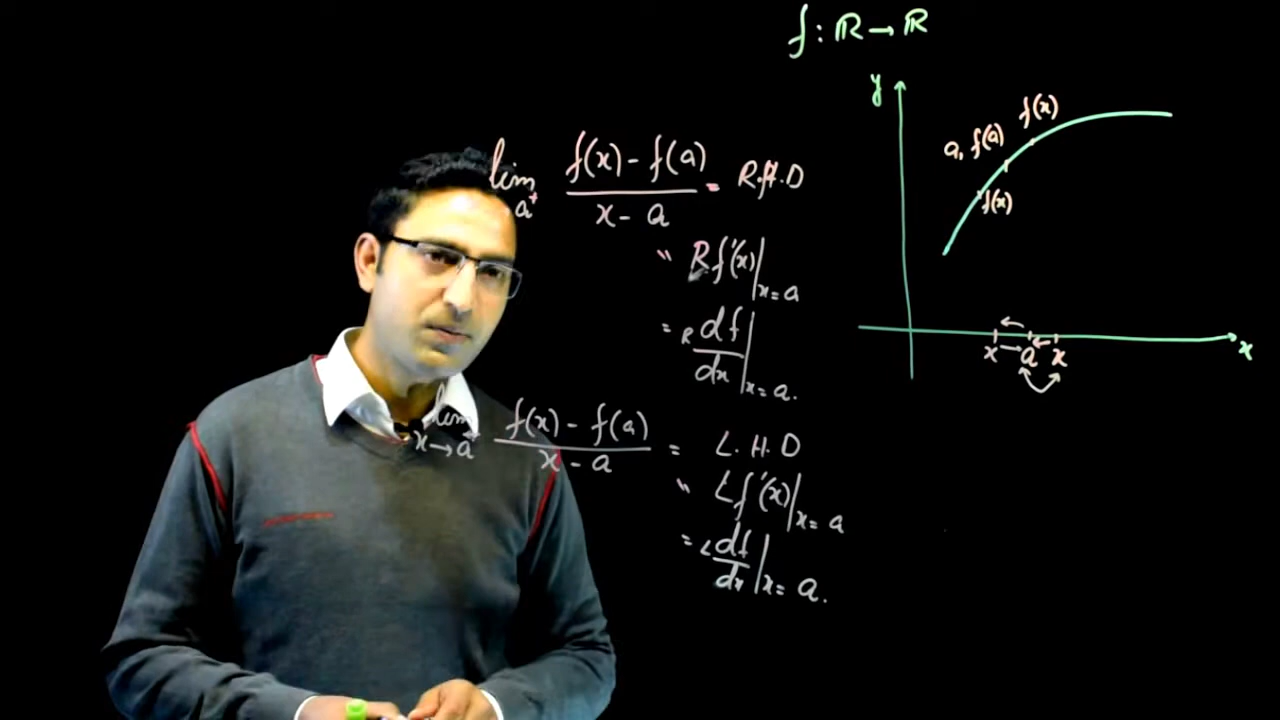 f : ℝ → ℝ
y
f(x)
a, f(a)
f(x)
x → a x
x
lim a⁺ f(x) - f(a) / x - a = R.H.D
" Rf'(x)|x = a
= R df/dx |x = a.
lim x → a f(x) - f(a) / x - a = L.H.D
" Lf'(x)|x = a
= L df/dx |x = a.